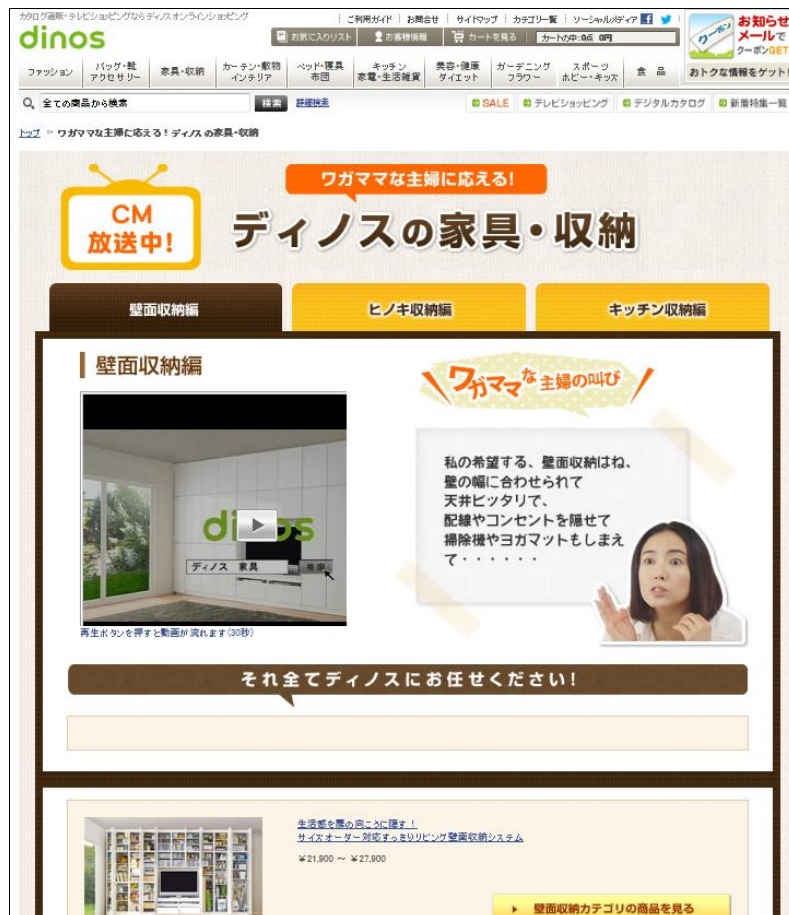 カタログ通販・テレビショッピングならディノスオンラインショッピング
ご利用ガイド お問合せ サイトマップ カテゴリ一覧 ソーシャルメディア
dinos
お気に入りリスト お客様情報 カートを見る カートの中:0点 0円
クーポン
お知らせ
メールで
クーポンGET
おトクな情報をゲット!
ファッション バッグ・靴 アクセサリー 家具・収納 カーテン・敷物 インテリア ベッド・寝具 布団 キッチン 家電・生活雑貨 美容・健康 ダイエット ガーデニング フラワー スポーツ ホビー・キッズ 食 品
全ての商品から検索 検索 詳細検索 SALE テレビショッピング デジタルカタログ 新着特集一覧
トップ > ワガママな主婦に応える!ディノスの家具・収納
CM
放送中!
ワガママな主婦に応える!
ディノスの家具・収納
壁面収納編 ヒノキ収納編 キッチン収納編
壁面収納編
dinos
ディノス 家具 検索
再生ボタンを押すと動画が流れます(30秒)
ワガママな主婦の叫び
私の希望する、壁面収納はね、
壁の幅に合わせられて
天井ピッタリで、
配線やコンセントを隠せて
掃除機やヨガマットもしまえ
て・・・・・・
それ全てディノスにお任せください!
生活感を扉の向こうに隠す!
サイズオーダー対応すっきりリビング壁面収納システム
¥21,900 ~ ¥27,900
壁面収納カテゴリの商品を見る